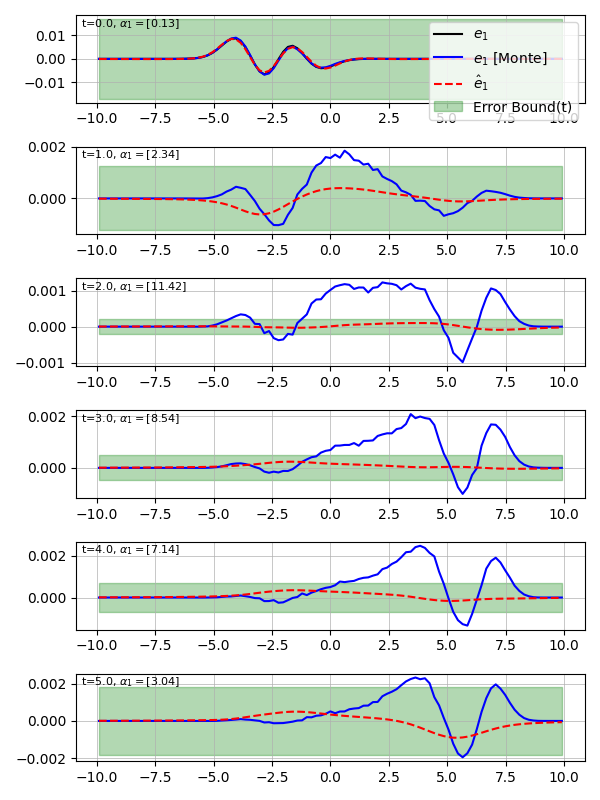 t=0.0, α₁ = [0.13]
e₁
e₁ [Monte]
ê₁
Error Bound(t)
0.01
0.00
−0.01
−10.0 −7.5 −5.0 −2.5 0.0 2.5 5.0 7.5 10.0
t=1.0, α₁ = [2.34]
0.002
0.000
−10.0 −7.5 −5.0 −2.5 0.0 2.5 5.0 7.5 10.0
t=2.0, α₁ = [11.42]
0.001
0.000
−0.001
−10.0 −7.5 −5.0 −2.5 0.0 2.5 5.0 7.5 10.0
t=3.0, α₁ = [8.54]
0.002
0.000
−10.0 −7.5 −5.0 −2.5 0.0 2.5 5.0 7.5 10.0
t=4.0, α₁ = [7.14]
0.002
0.000
−10.0 −7.5 −5.0 −2.5 0.0 2.5 5.0 7.5 10.0
t=5.0, α₁ = [3.04]
0.002
0.000
−0.002
−10.0 −7.5 −5.0 −2.5 0.0 2.5 5.0 7.5 10.0